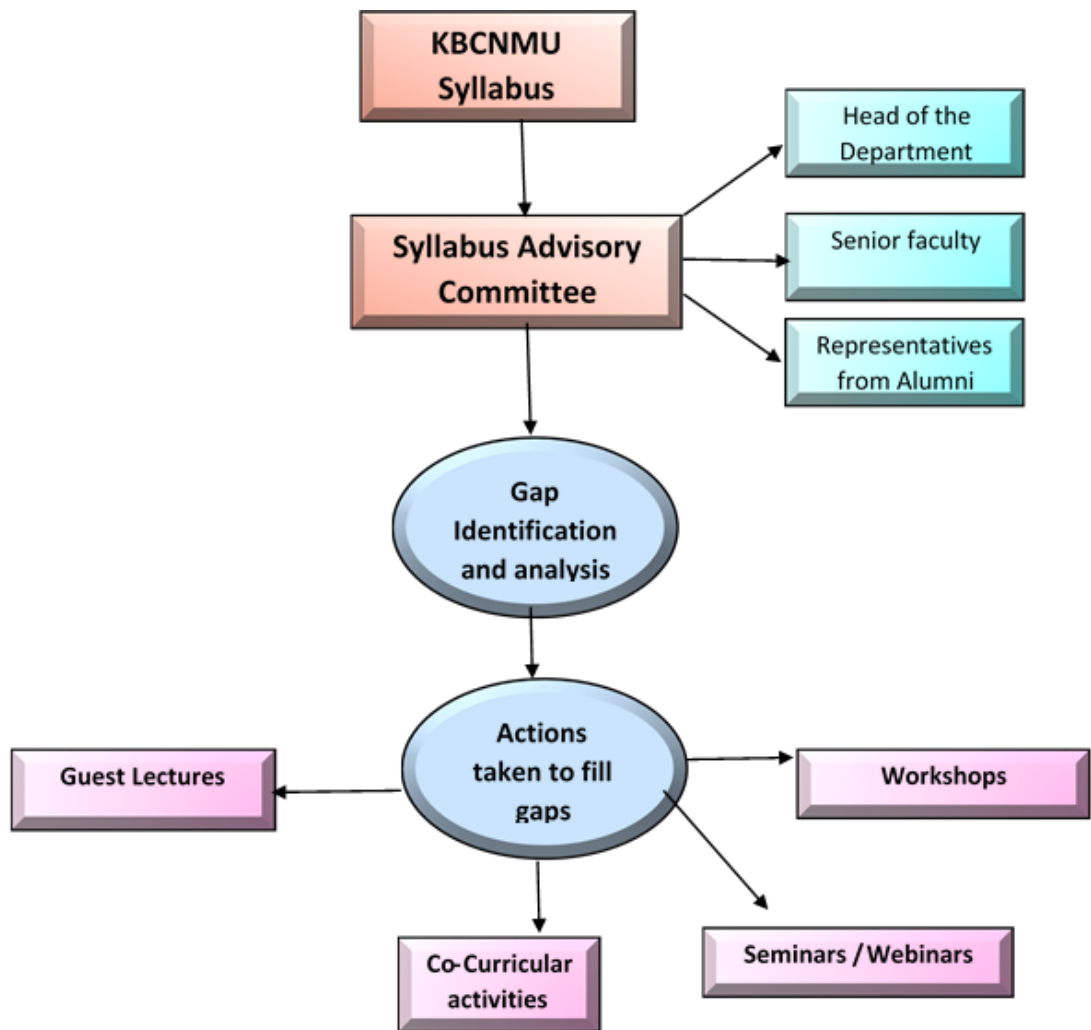 KBCNMU
Syllabus
Head of the
Department
Syllabus Advisory
Committee
Senior faculty
Representatives
from Alumni
Gap
Identification
and analysis
Actions
taken to fill
gaps
Guest Lectures
Workshops
Co-Curricular
activities
Seminars / Webinars